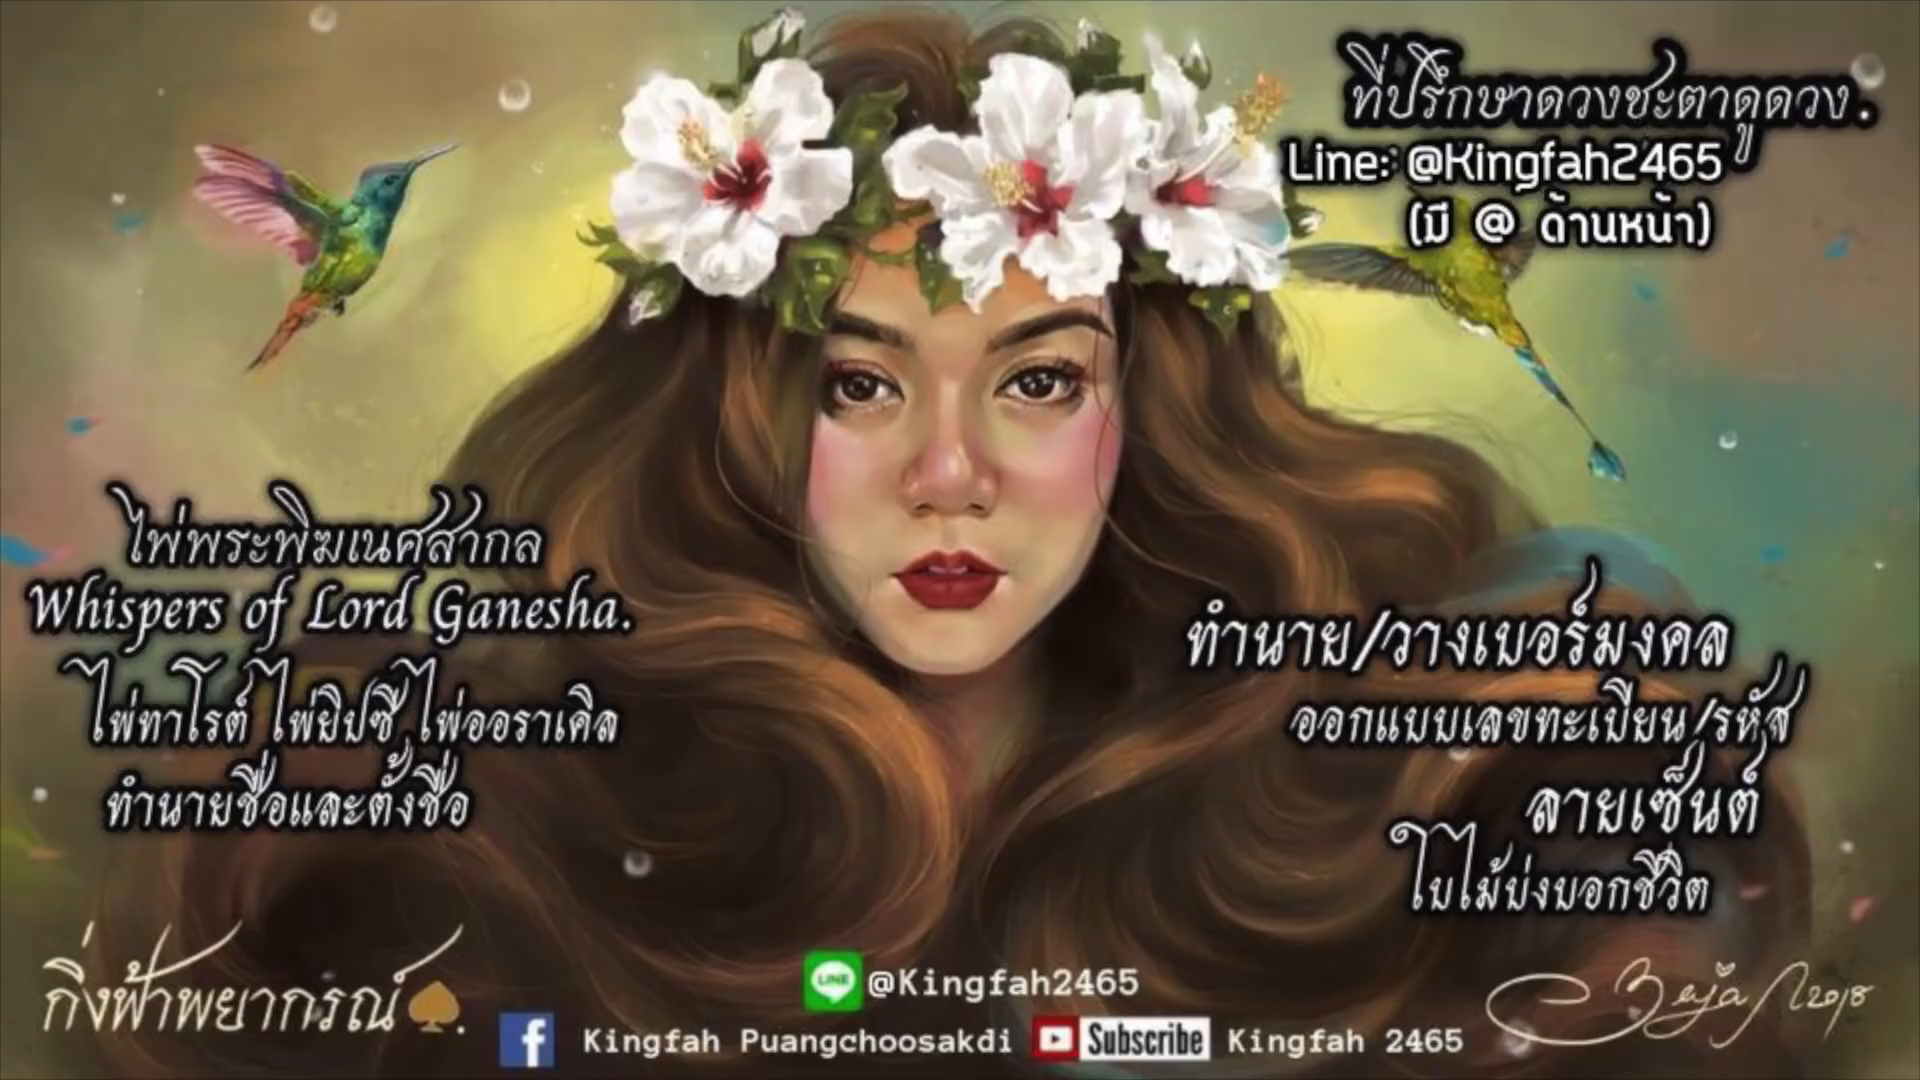 ที่ปรึกษาดวงชะตาดูดวง.
Line: @Kingfah2465
(มี @ ด้านหน้า)
ไพ่พระพิฆเนศสากล
Whispers of Lord Ganesha.
ไพ่ทาโรต์ ไพ่ยิปซี ไพ่ออราเคิล
ทำนายชื่อและตั้งชื่อ
ทำนาย/วางเบอร์มงคล
ออกแบบเลขทะเบียน/รหัส
ลายเซ็นต์
ใบไม้บ่งบอกชีวิต
กิ่งฟ้าพยากรณ์.
LINE @Kingfah2465
f Kingfah Puangchoosakdi Subscribe Kingfah 2465
2018